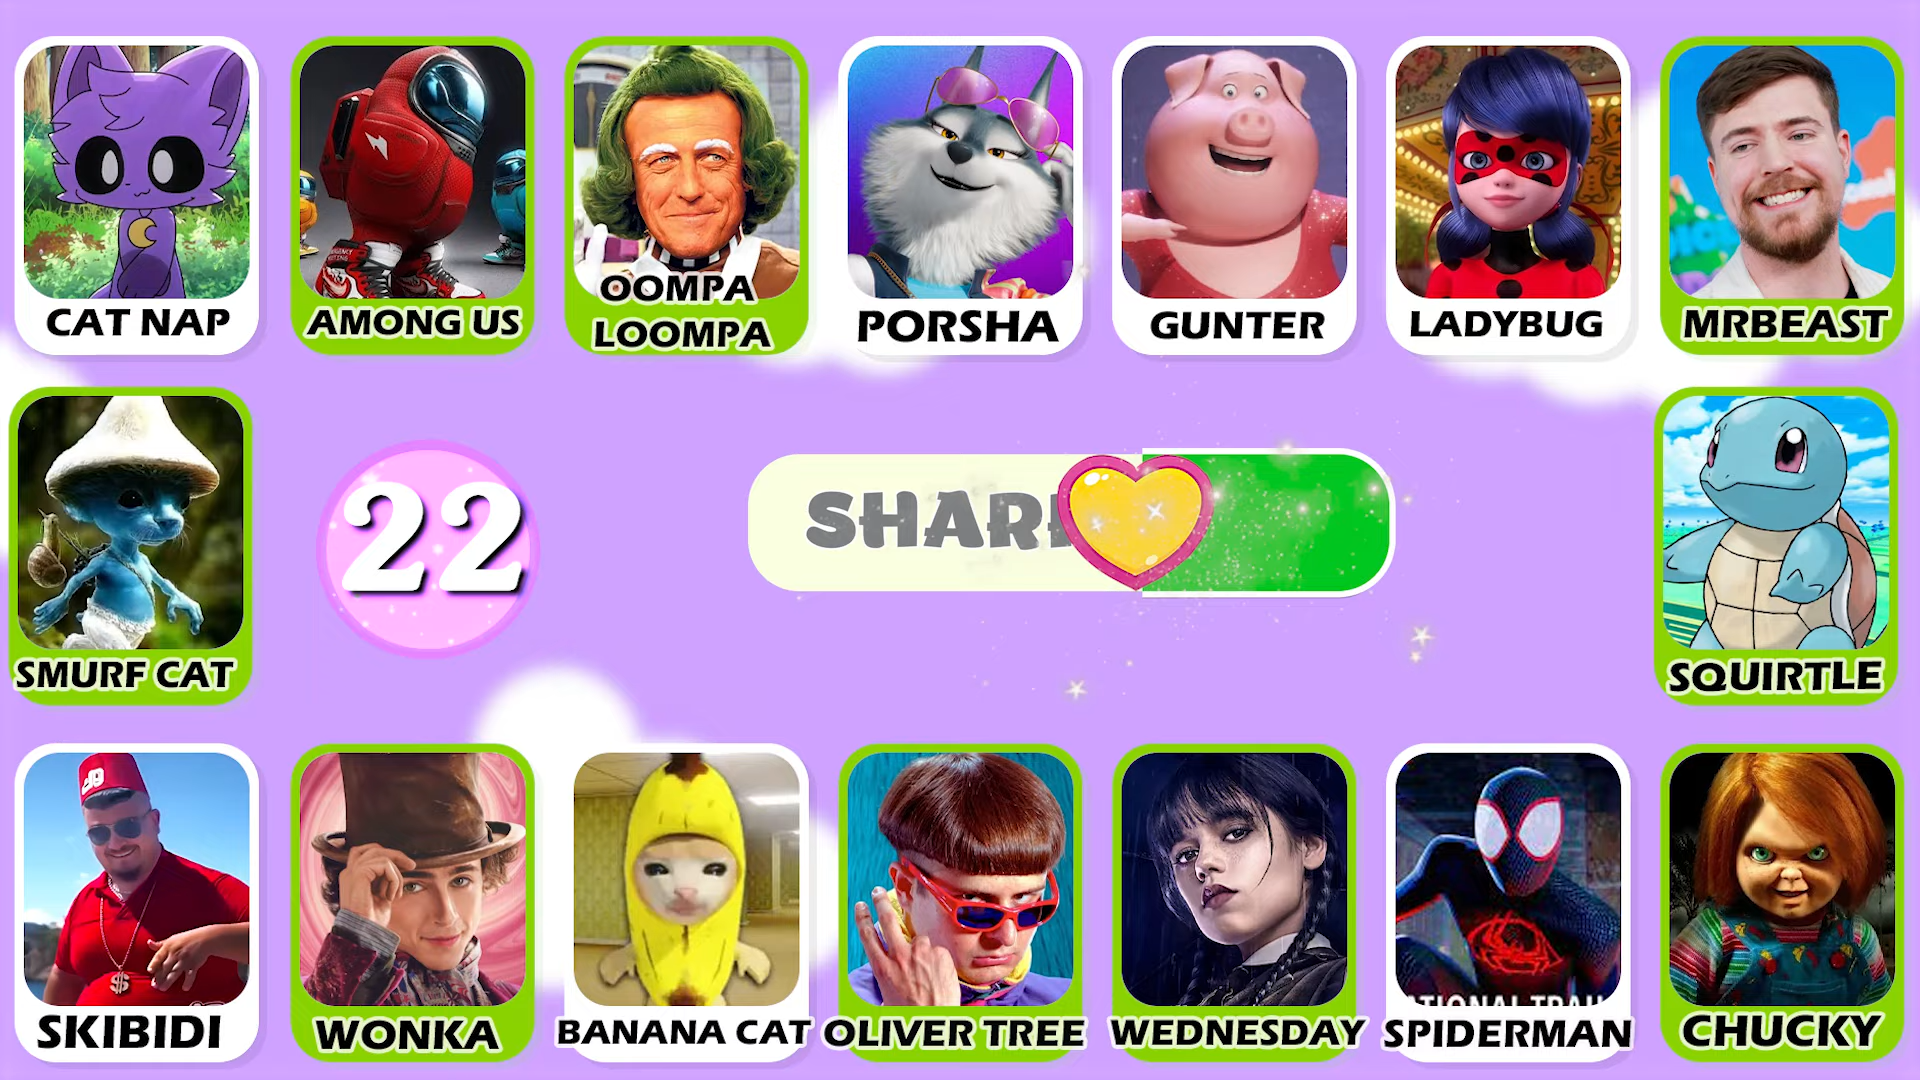 CAT NAP
AMONG US
OOMPA
LOOMPA
PORSHA
GUNTER
LADYBUG
MRBEAST
SMURF CAT
22
SHAR
SQUIRTLE
SKIBIDI
WONKA
BANANA CAT
OLIVER TREE
WEDNESDAY
SPIDERMAN
CHUCKY